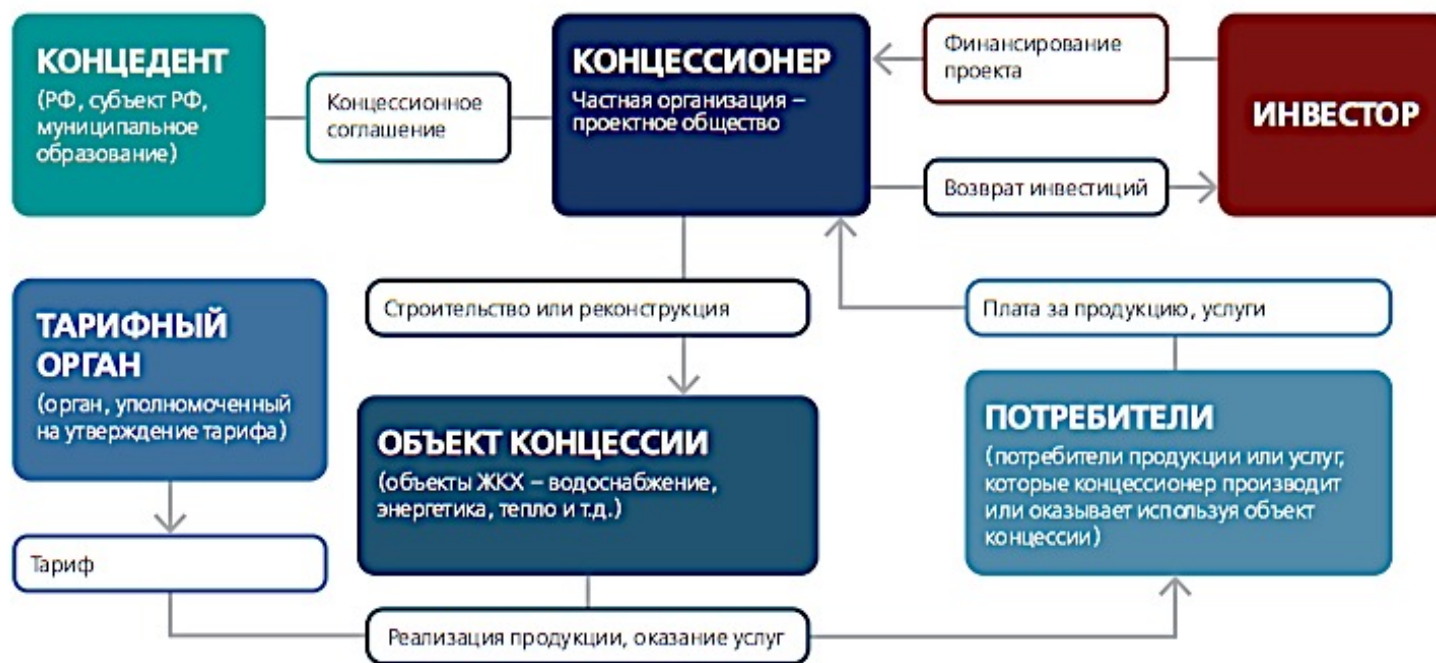 КОНЦЕДЕНТ
(РФ, субъект РФ,
муниципальное
образование)
Концессионное
соглашение
КОНЦЕССИОНЕР
Частная организация –
проектное общество
Финансирование
проекта
Возврат инвестиций
ИНВЕСТОР
ТАРИФНЫЙ
ОРГАН
(орган, уполномоченный
на утверждение тарифа)
Тариф
Строительство или реконструкция
ОБЪЕКТ КОНЦЕССИИ
(объекты ЖКХ – водоснабжение,
энергетика, тепло и т.д.)
Реализация продукции, оказание услуг
Плата за продукцию, услуги
ПОТРЕБИТЕЛИ
(потребители продукции или услуг,
которые концессионер производит
или оказывает используя объект
концессии)